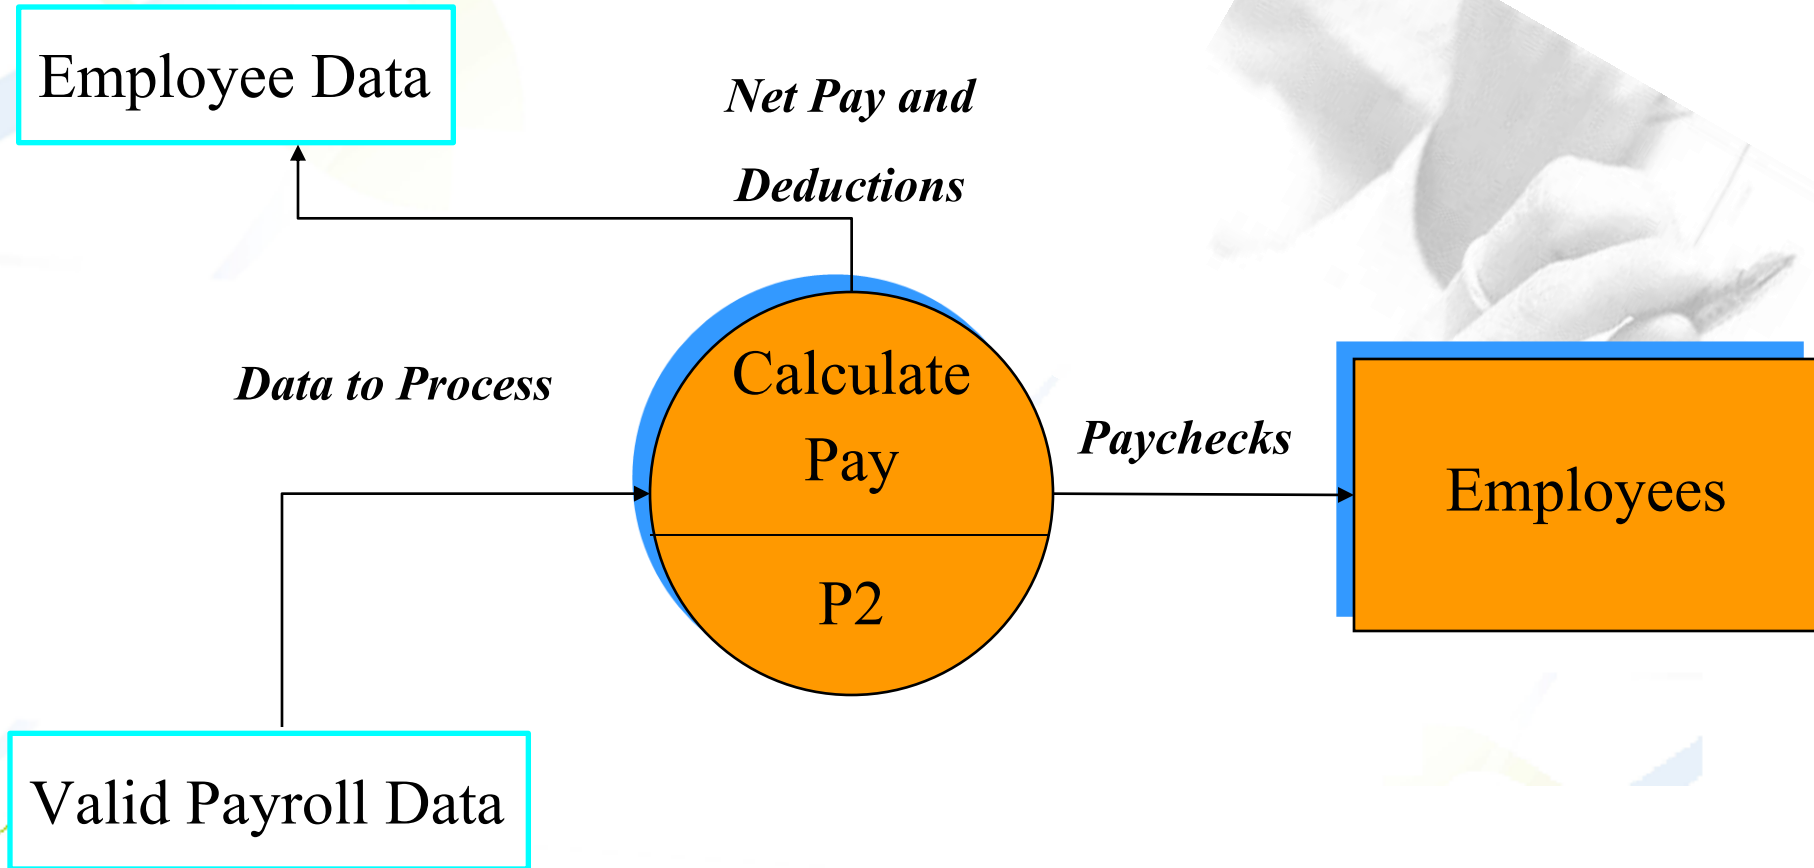 Employee Data
Net Pay and
Deductions
Data to Process
Calculate
Pay
Paychecks
Employees
P2
Valid Payroll Data